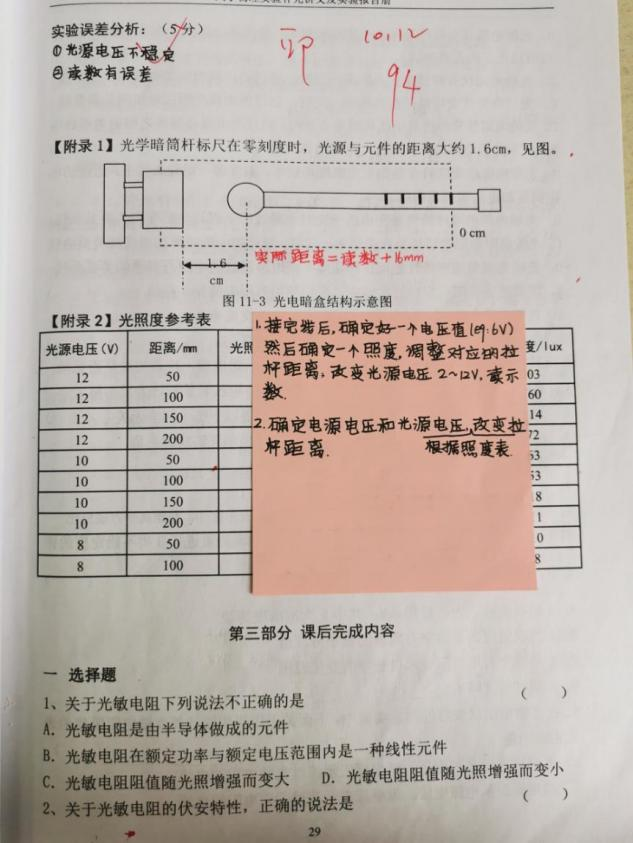 实验误差分析：（5分）
①光源电压不稳定
②读数有误差
10.12
94
【附录 1】光学暗筒杆标尺在零刻度时，光源与元件的距离大约 1.6cm，见图。
0 cm
1.6
cm
实际距离=读数+16mm
图 11-3 光电暗盒结构示意图
【附录 2】光照度参考表
光源电压(V) 距离/mm 光照 度/lux
12 50 03
12 100 60
12 150 14
12 200 72
10 50 53
10 100 53
10 150 8
10 200 1
8 50 0
8 100 8
1.接完线后,确定好一个电压值(eg:6V)
然后确定一个照度,调整对应的拉
杆距离,改变光源电压2~12V,读示
数.
2.确定电源电压和光源电压,改变拉
杆距离. 根据照度表.
第三部分 课后完成内容
一 选择题
1、关于光敏电阻下列说法不正确的是 （ ）
A．光敏电阻是由半导体做成的元件
B．光敏电阻在额定功率与额定电压范围内是一种线性元件
C．光敏电阻阻值随光照增强而变大 D．光敏电阻阻值随光照增强而变小
2、关于光敏电阻的伏安特性，正确的说法是 （ ）
29